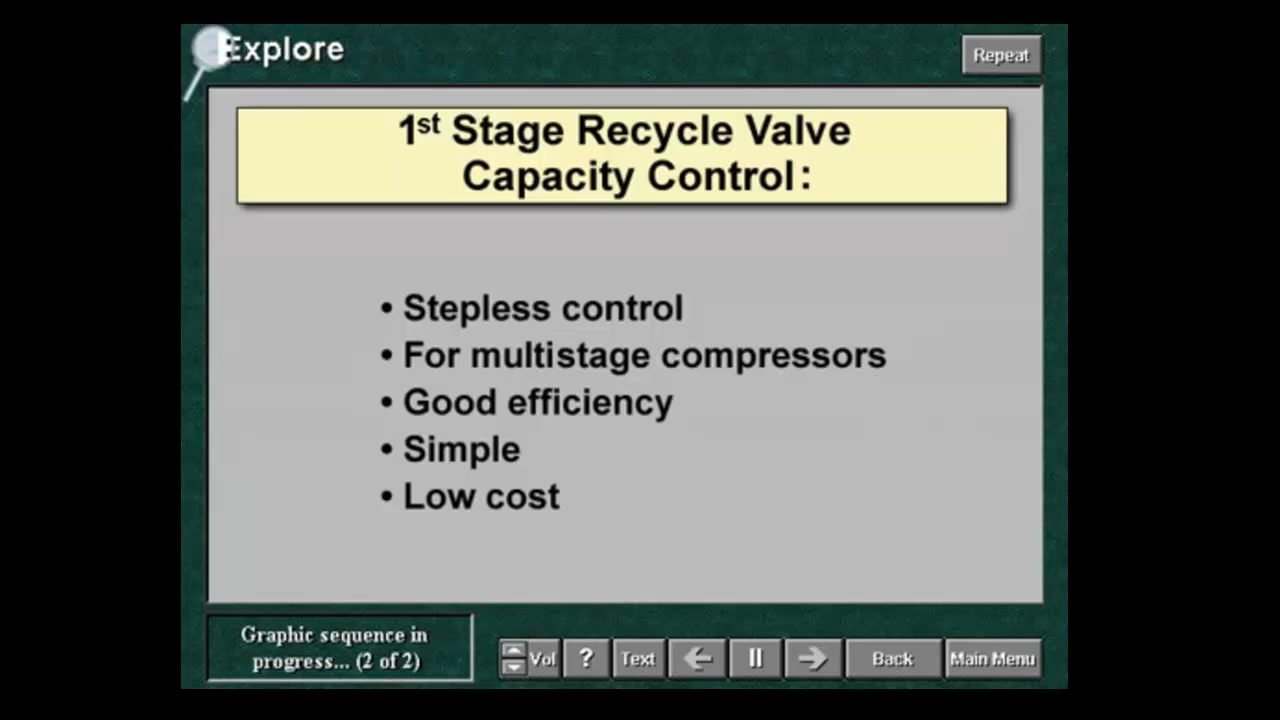 Explore
Repeat
1st Stage Recycle Valve
Capacity Control:
• Stepless control
• For multistage compressors
• Good efficiency
• Simple
• Low cost
Graphic sequence in
progress... (2 of 2)
Vol ? Text Back Main Menu